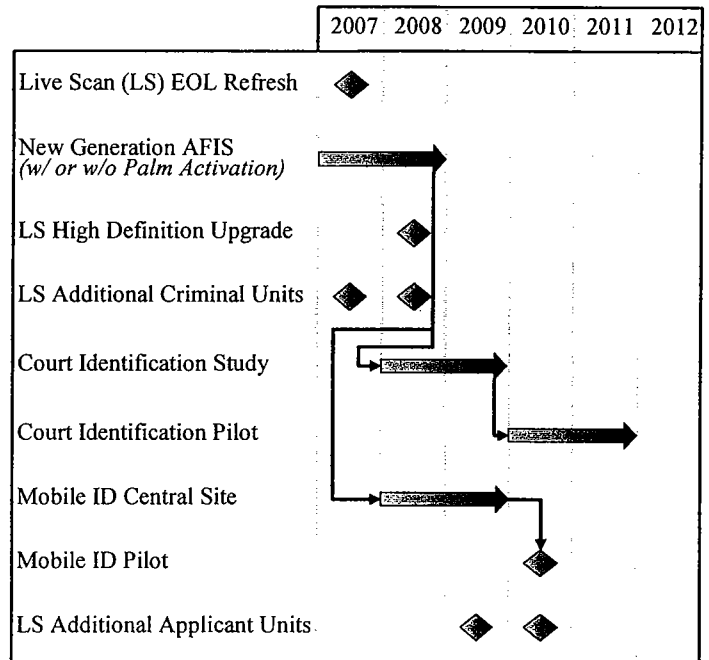 2007 2008 2009 2010 2011 2012
Live Scan (LS) EOL Refresh
New Generation AFIS
(w/ or w/o Palm Activation)
LS High Definition Upgrade
LS Additional Criminal Units
Court Identification Study
Court Identification Pilot
Mobile ID Central Site
Mobile ID Pilot
LS Additional Applicant Units